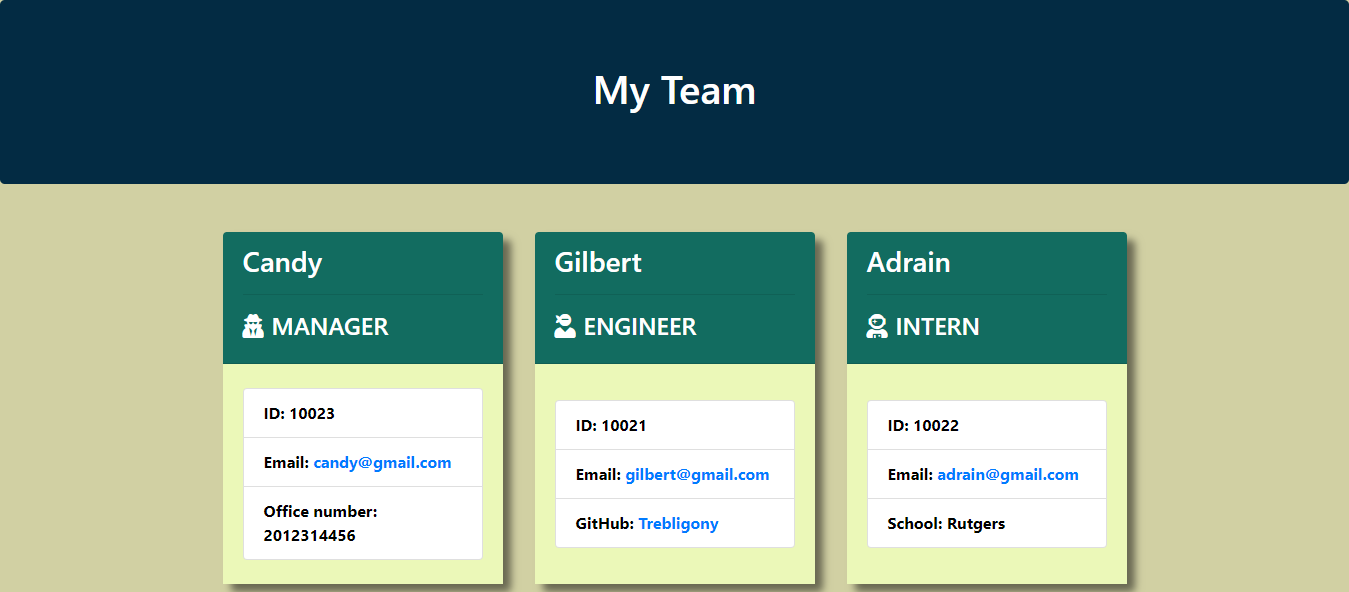 My Team
Candy
MANAGER
ID: 10023
Email: candy@gmail.com
Office number:
2012314456
Gilbert
ENGINEER
ID: 10021
Email: gilbert@gmail.com
GitHub: Trebligony
Adrain
INTERN
ID: 10022
Email: adrain@gmail.com
School: Rutgers